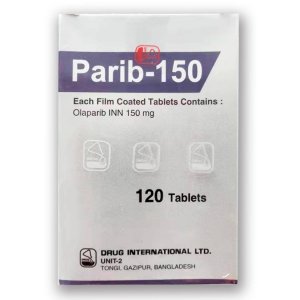 Parib-150
Each Film Coated Tablets Contains :
Olaparib INN 150 mg
120 Tablets
DRUG INTERNATIONAL LTD.
UNIT-2
TONGI, GAZIPUR, BANGLADESH